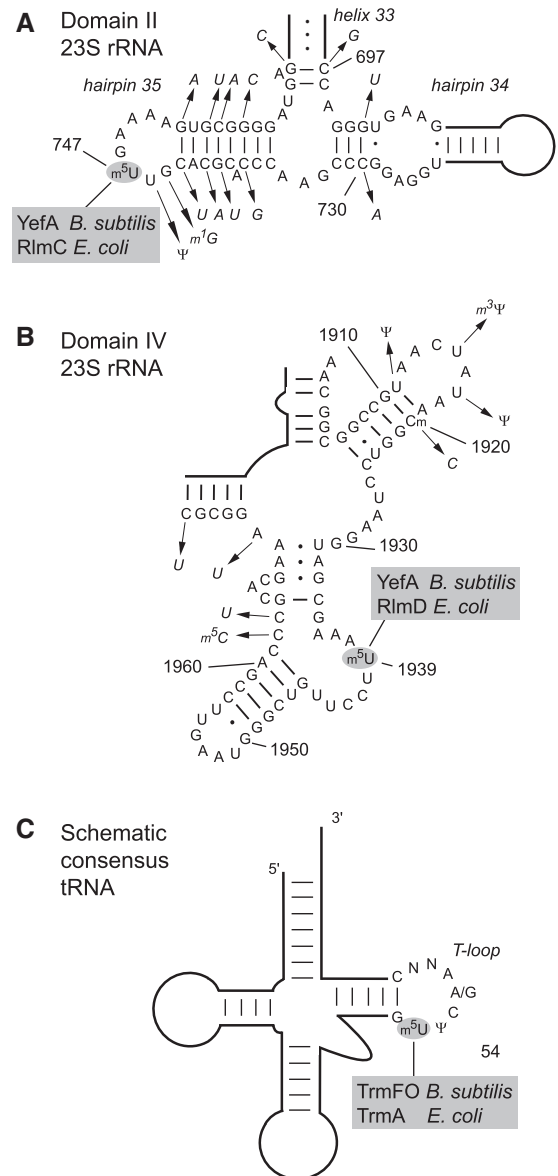 A Domain II
23S rRNA
helix 33
C
G
697
A G C
G C
U A
A
hairpin 35
A U A C
U
hairpin 34
A A A A G U G C G G G G A
G G G U G A A G
747
G
m⁵U U G C A C G C A C C C A A G C C C G G A G G U
730
U A U G
A
m¹G
Ψ
YefA B. subtilis
RlmC E. coli
B Domain IV
23S rRNA
1910
Ψ
m³Ψ
A A C U
A
U
Ψ
A A A
Cm
1920
C
A
A
C
G
G
C
G G C C G U
G G U C
C
C
U
A
A
G G
1930
C G C G G
U
A
U
A A G G C C C
U A G C G A A A
A C C
U
m⁵C
YefA B. subtilis
RlmD E. coli
m⁵U
1939
U
C C U U G U
1960
A G C C U U G A A U G G G C
1950
C Schematic
consensus
tRNA
3'
5'
T-loop
C N N A
A/G
C
G m⁵U Ψ
54
TrmFO B. subtilis
TrmA E. coli